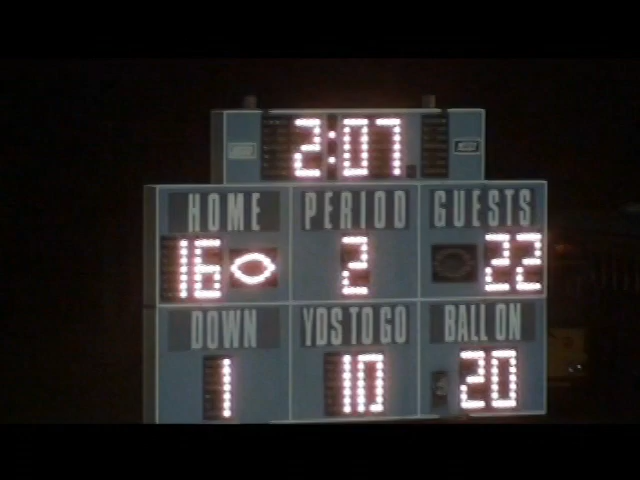 2:07
HOME PERIOD GUESTS
16 2 22
DOWN YDS TO GO BALL ON
1 10 20